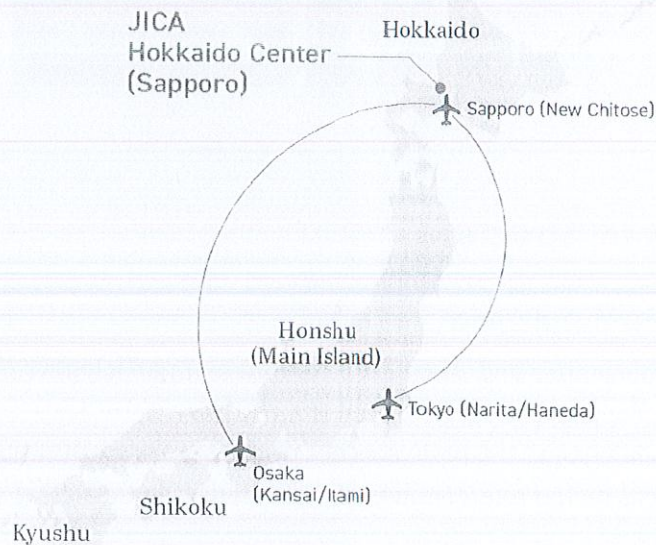 JICA
Hokkaido Center
(Sapporo)
Hokkaido
Sapporo (New Chitose)
Honshu
(Main Island)
Tokyo (Narita/Haneda)
Osaka
(Kansai/Itami)
Shikoku
Kyushu